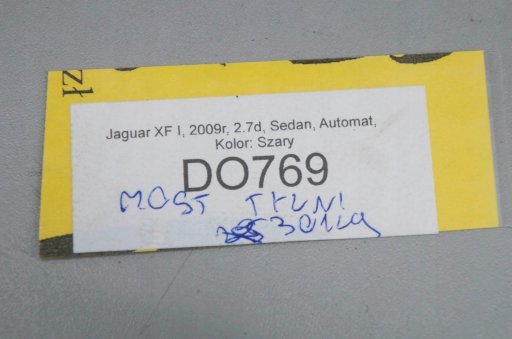 Jaguar XF I, 2009r, 2.7d, Sedan, Automat,
Kolor: Szary
DO769
MOST TYLNI